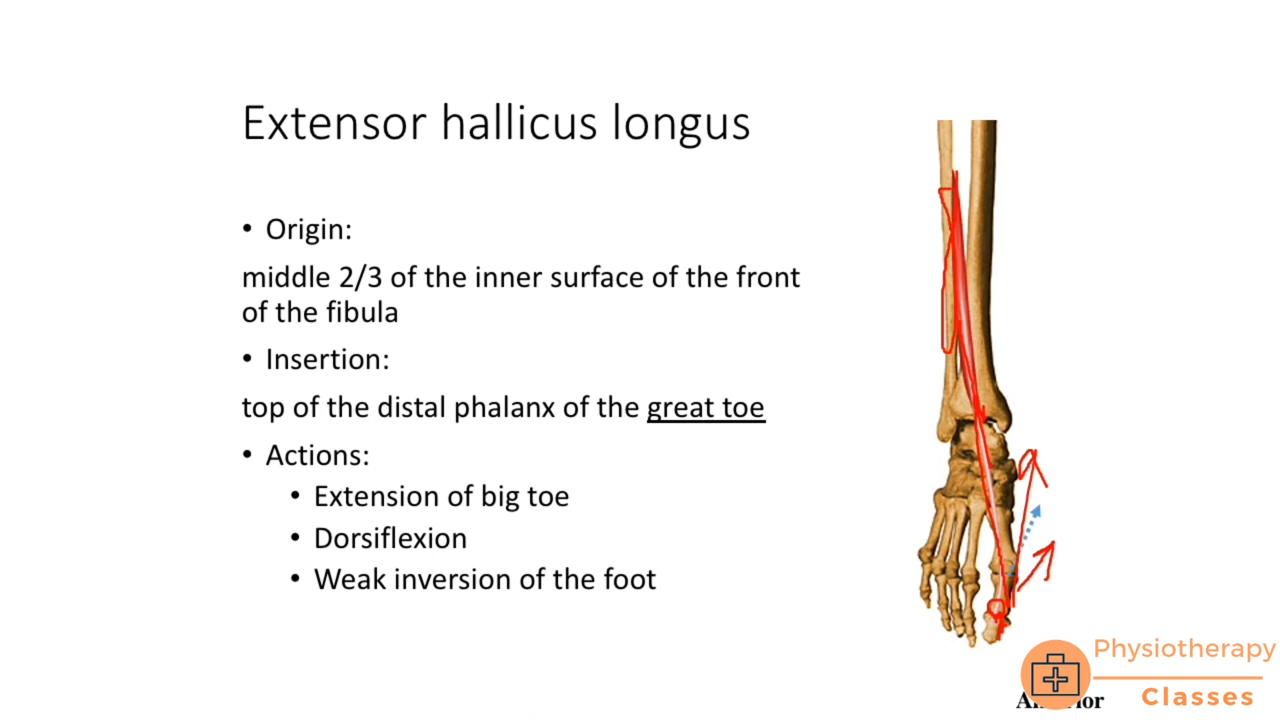 Extensor hallicus longus
• Origin:
middle 2/3 of the inner surface of the front
of the fibula
• Insertion:
top of the distal phalanx of the great toe
• Actions:
• Extension of big toe
• Dorsiflexion
• Weak inversion of the foot
Physiotherapy
Classes